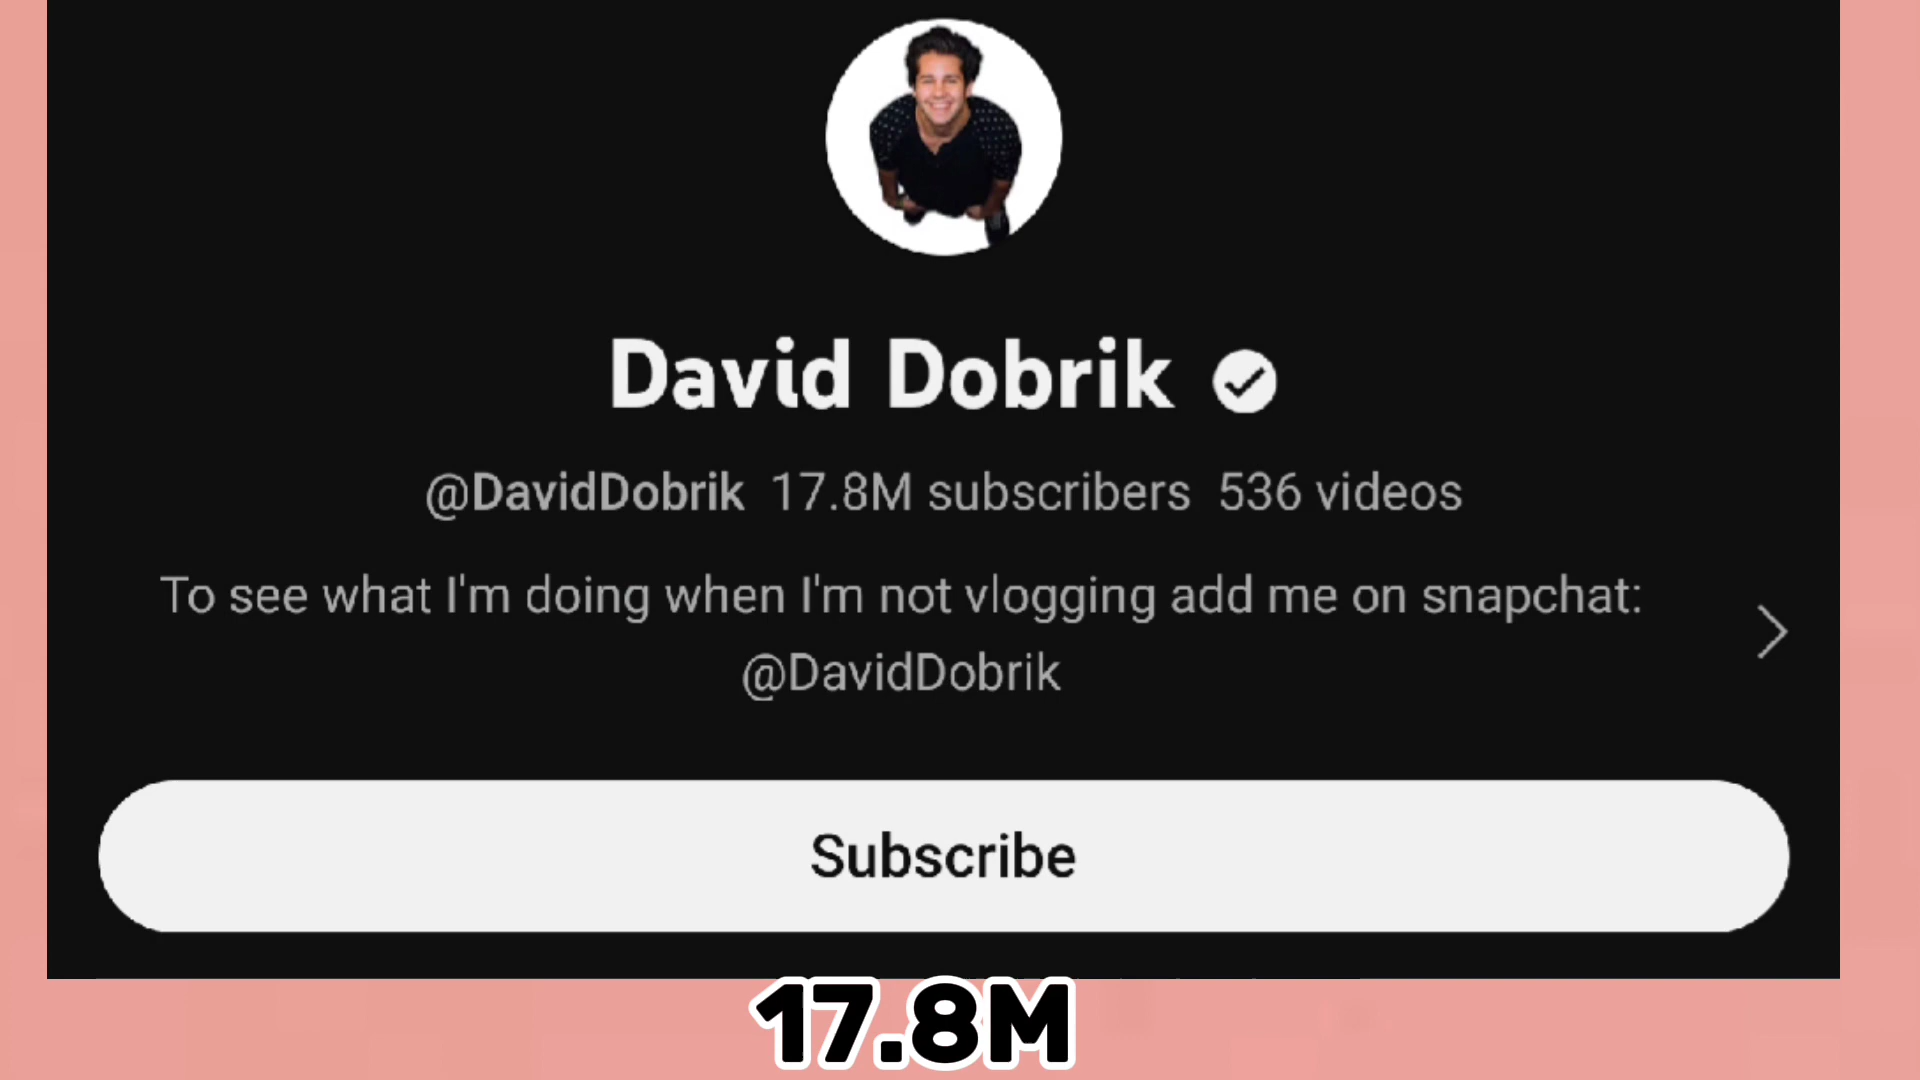 David Dobrik
@DavidDobrik 17.8M subscribers 536 videos
To see what I'm doing when I'm not vlogging add me on snapchat:
@DavidDobrik
Subscribe
17.8M